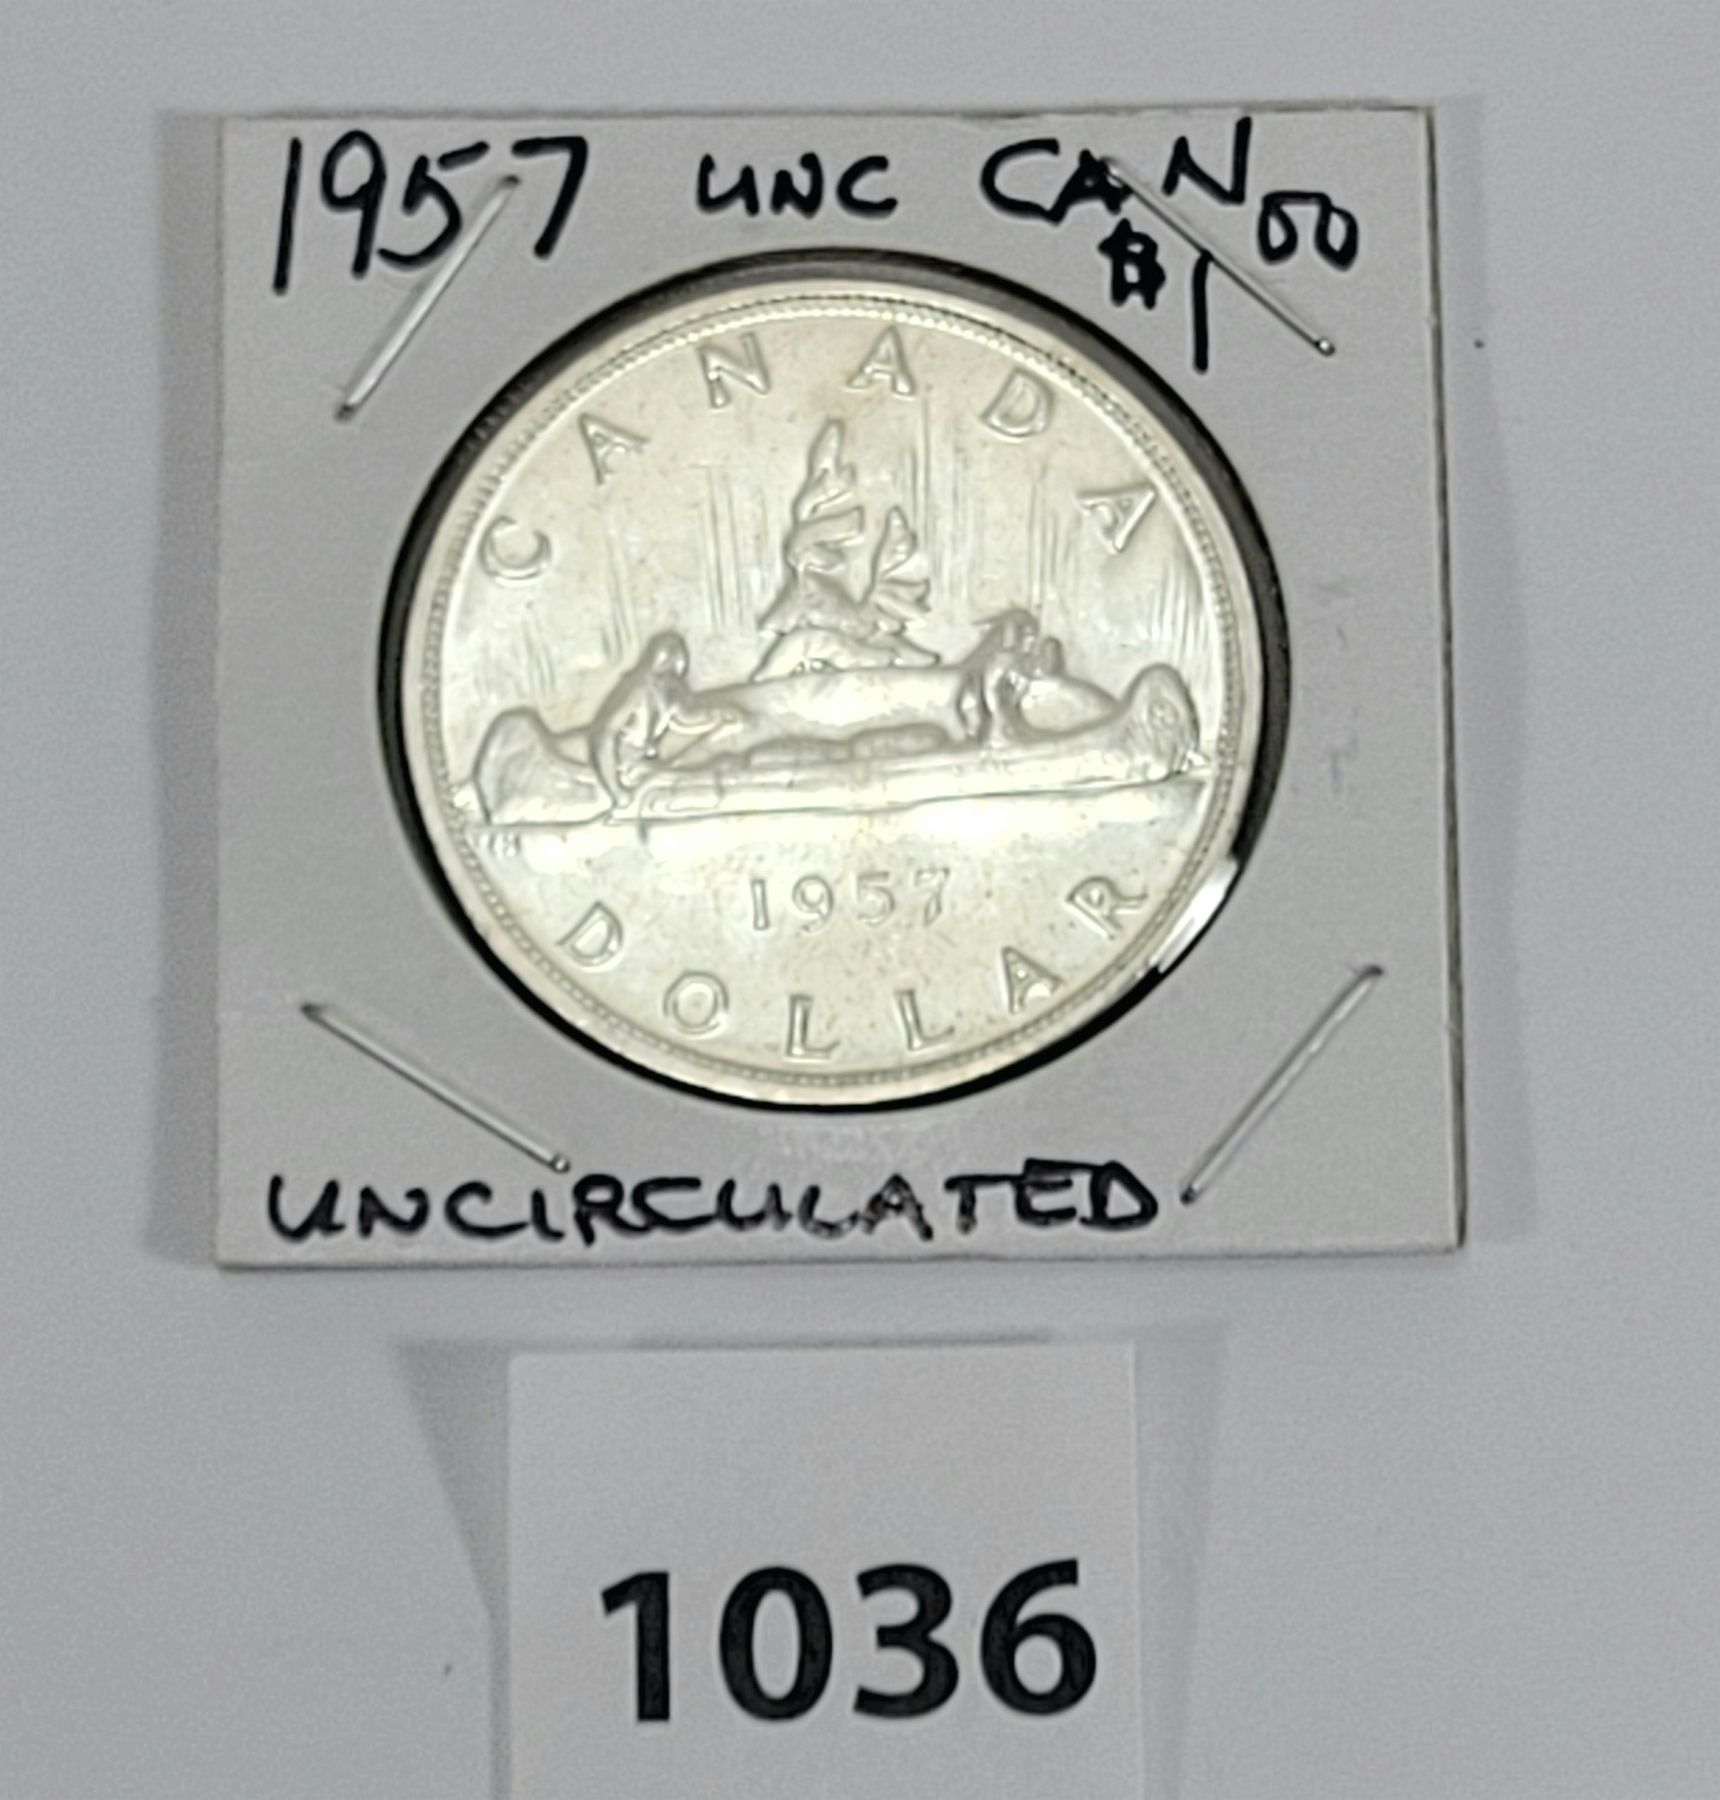 1957 UNC CAN
$1 00
CANADA
1957
DOLLAR
UNCIRCULATED
1036